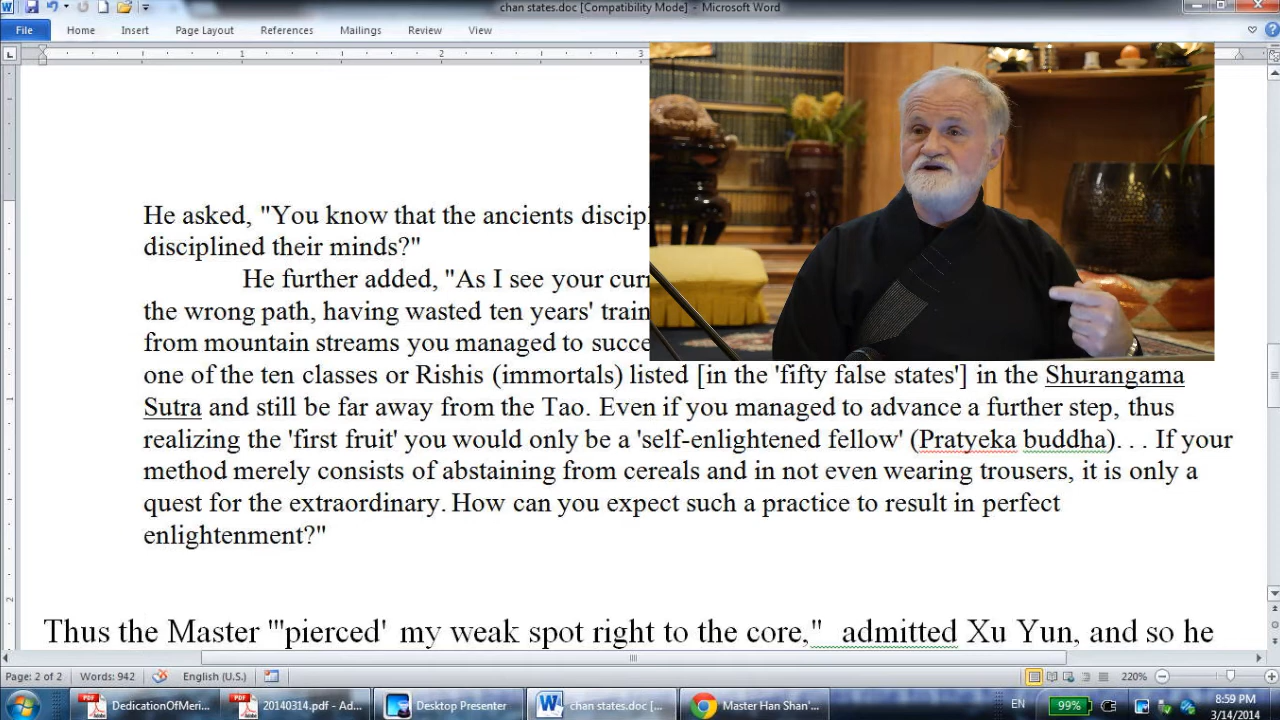 chan states.doc [Compatibility Mode] - Microsoft Word
File Home Insert Page Layout References Mailings Review View
1 2 3
He asked, "You know that the ancients
disciplined their minds?"
He further added, "As I see your
the wrong path, having wasted ten years'
from mountain streams you managed to
one of the ten classes or Rishis (immortals) listed [in the 'fifty false states'] in the Shurangama
Sutra and still be far away from the Tao. Even if you managed to advance a further step, thus
realizing the 'first fruit' you would only be a 'self-enlightened fellow' (Pratyeka buddha). . . If your
method merely consists of abstaining from cereals and in not even wearing trousers, it is only a
quest for the extraordinary. How can you expect such a practice to result in perfect
enlightenment?"
Thus the Master "'pierced' my weak spot right to the core," admitted Xu Yun, and so he
Page: 2 of 2 Words: 942 English (U.S.) 220%
DedicationOfMeri... 20140314.pdf - Ad... Desktop Presenter chan states.doc [... Master Han Shan'... EN 99% 8:59 PM
3/14/2014